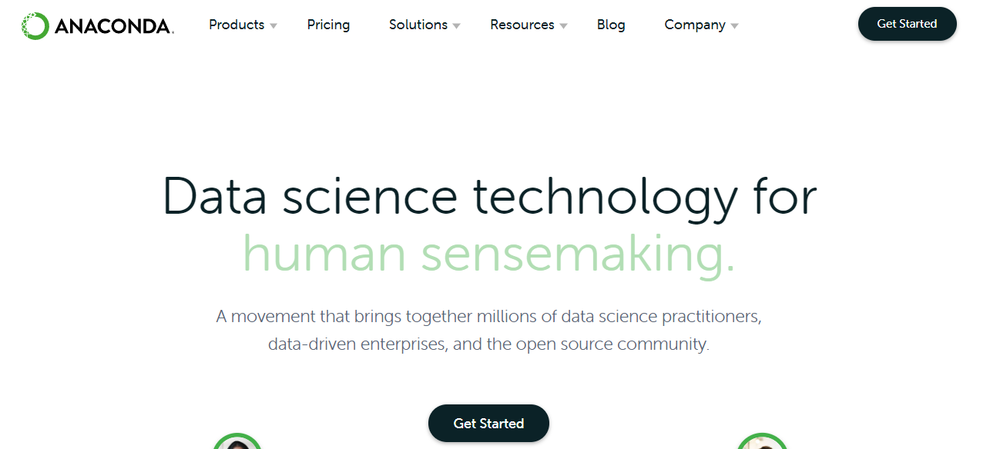 ANACONDA.
Products
Pricing
Solutions
Resources
Blog
Company
Get Started
Data science technology for
human sensemaking.
A movement that brings together millions of data science practitioners,
data-driven enterprises, and the open source community.
Get Started